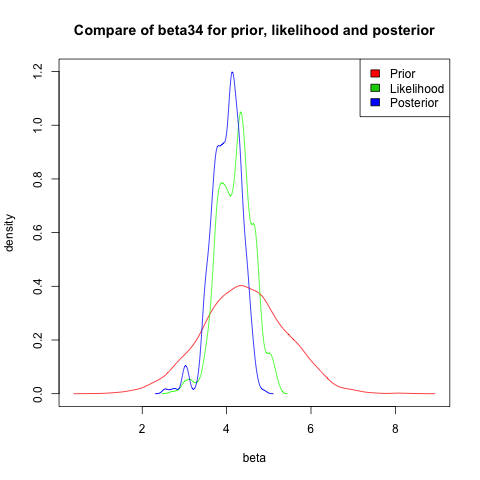 Compare of beta34 for prior, likelihood and posterior
Prior
Likelihood
Posterior
density
1.2
1.0
0.8
0.6
0.4
0.2
0.0
2 4 6 8
beta